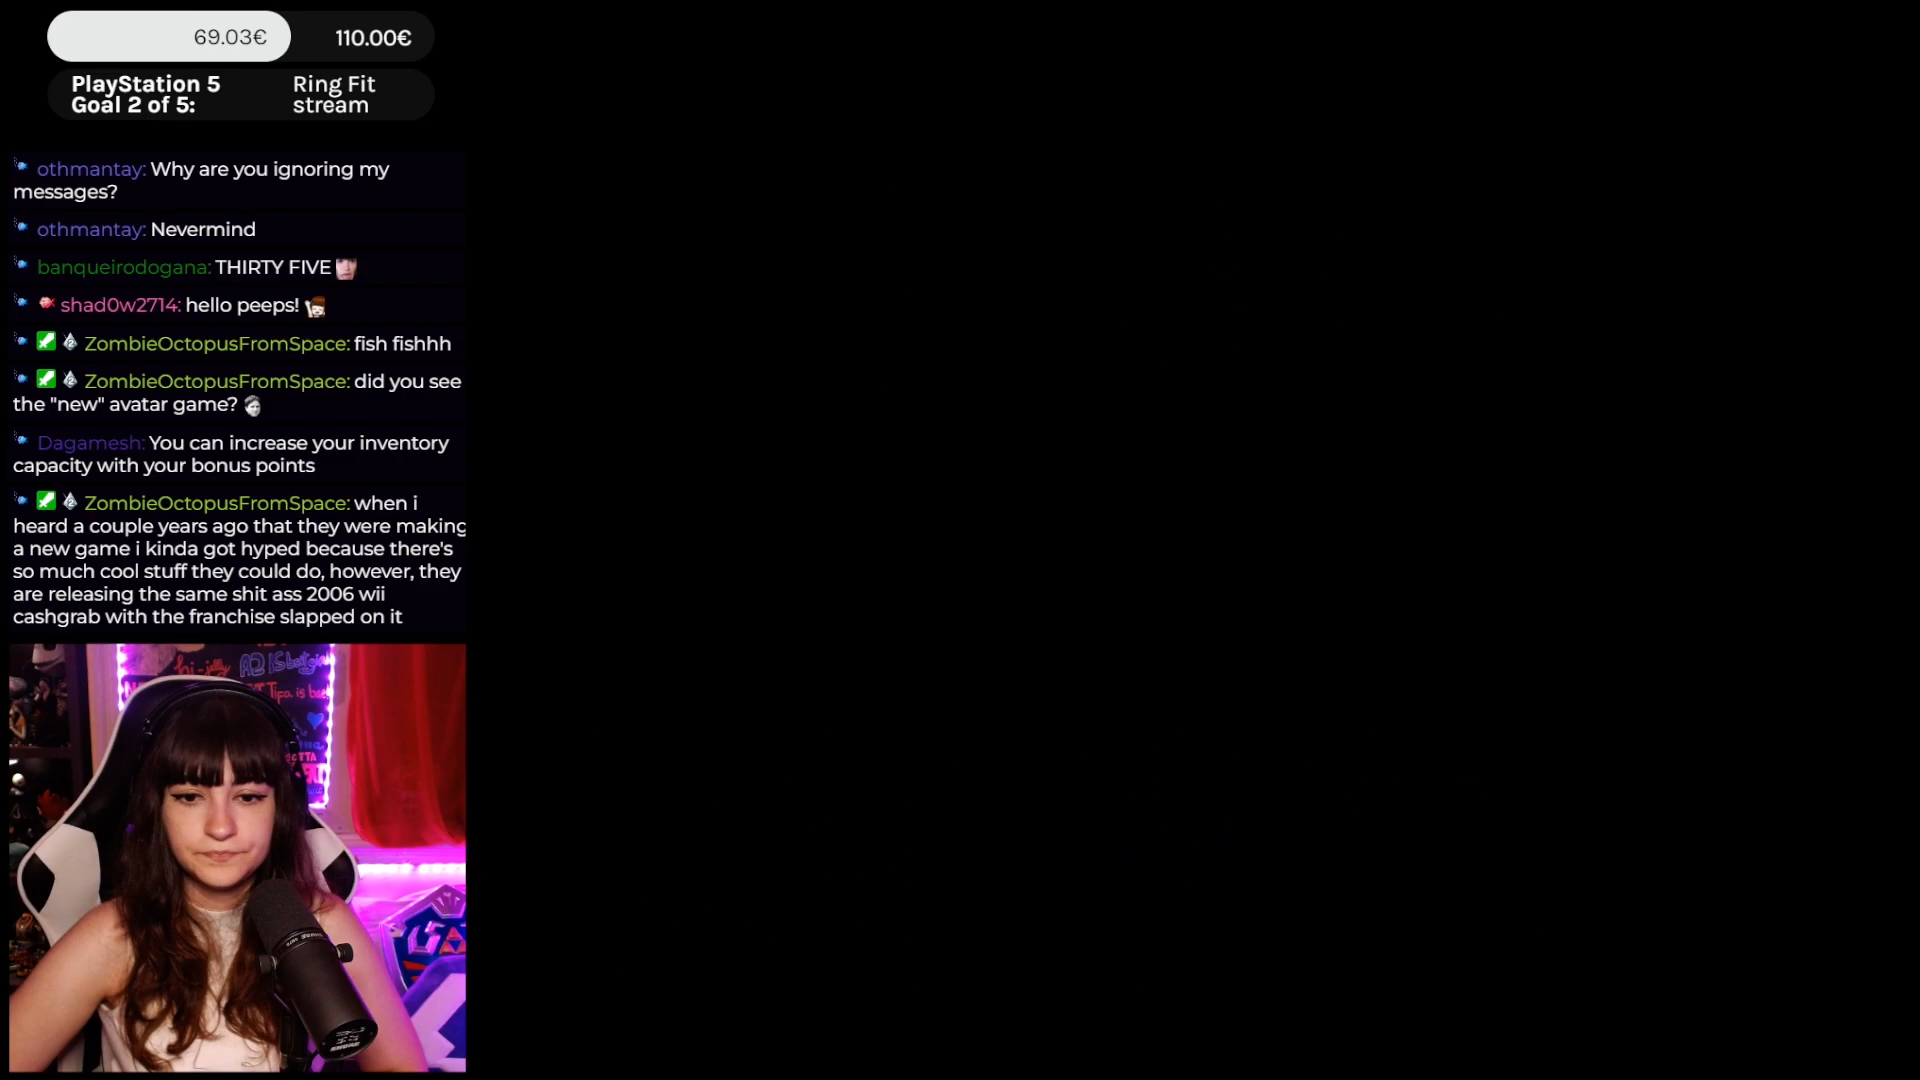 69.03€ 110.00€
PlayStation 5 Ring Fit
Goal 2 of 5: stream
othmantay: Why are you ignoring my
messages?
othmantay: Nevermind
banqueirodogana: THIRTY FIVE
shad0w2714: hello peeps!
ZombieOctopusFromSpace: fish fishhh
ZombieOctopusFromSpace: did you see
the "new" avatar game?
Dagamesh: You can increase your inventory
capacity with your bonus points
ZombieOctopusFromSpace: when i
heard a couple years ago that they were making
a new game i kinda got hyped because there's
so much cool stuff they could do, however, they
are releasing the same shit ass 2006 wii
cashgrab with the franchise slapped on it
hi-jelly
Tifa is